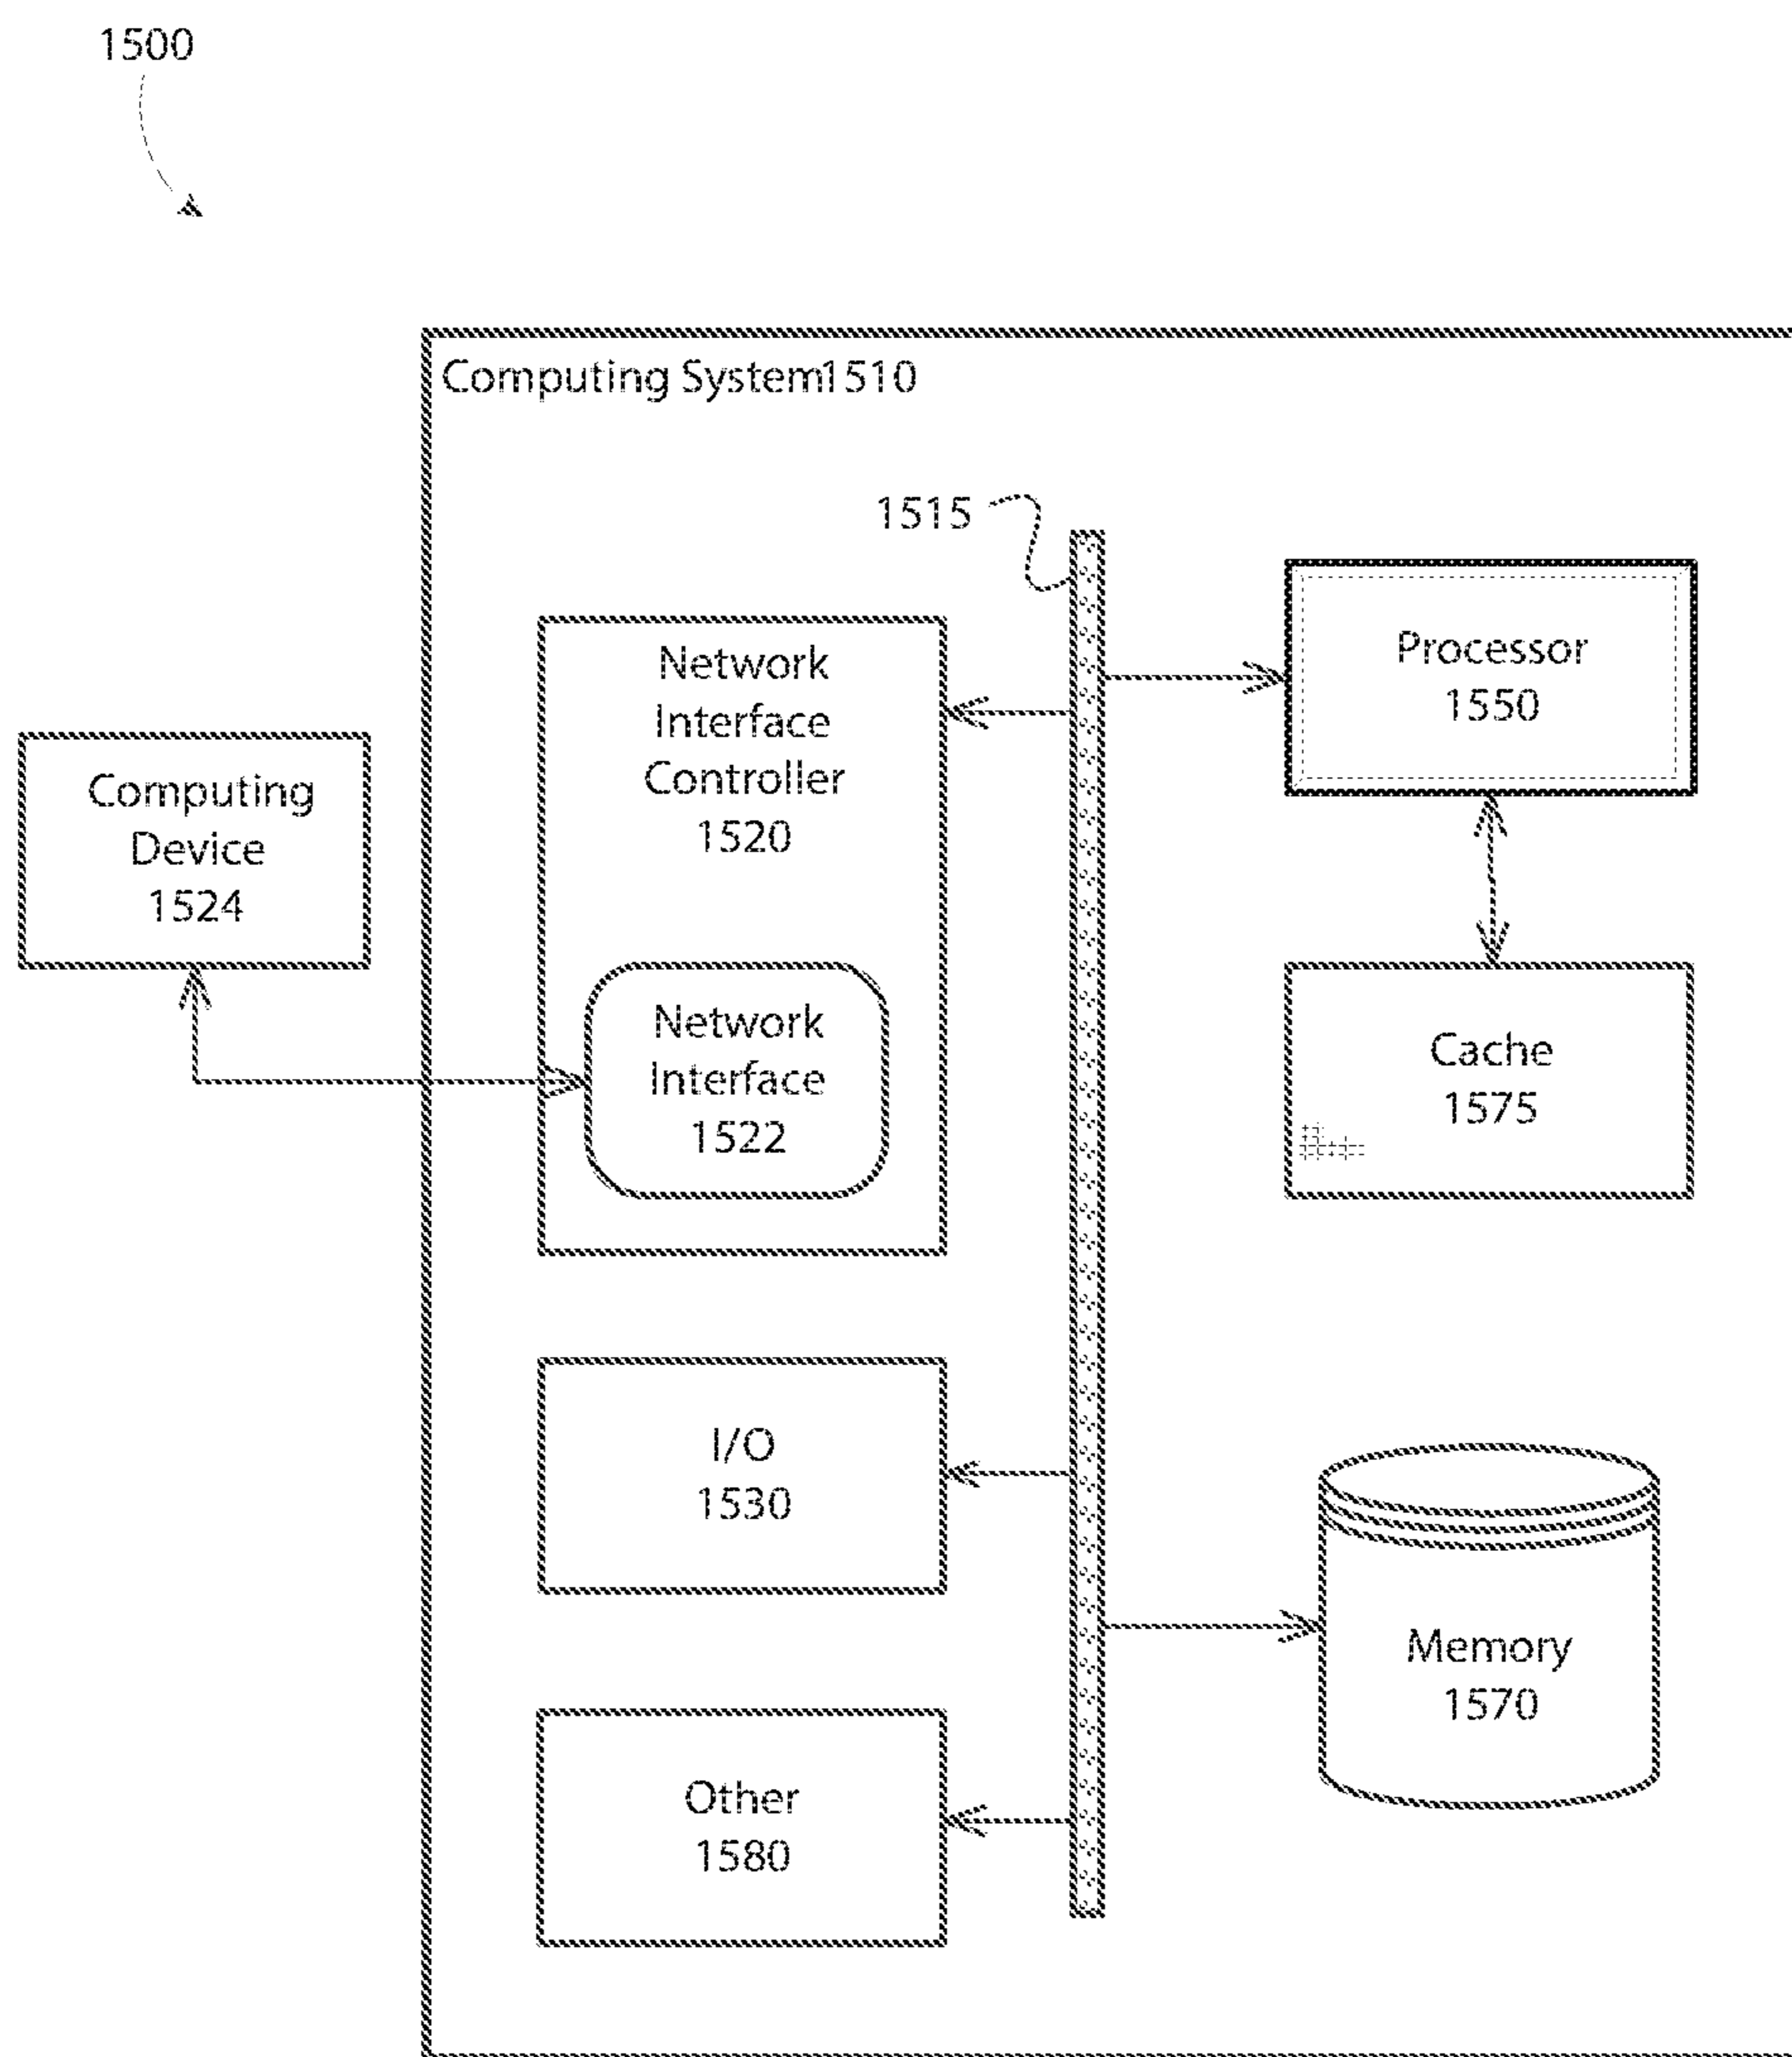 1500
Computing System1510
1515
Network
Interface
Controller
1520
Processor
1550
Computing
Device
1524
Network
Interface
1522
Cache
1575
I/O
1530
Memory
1570
Other
1580